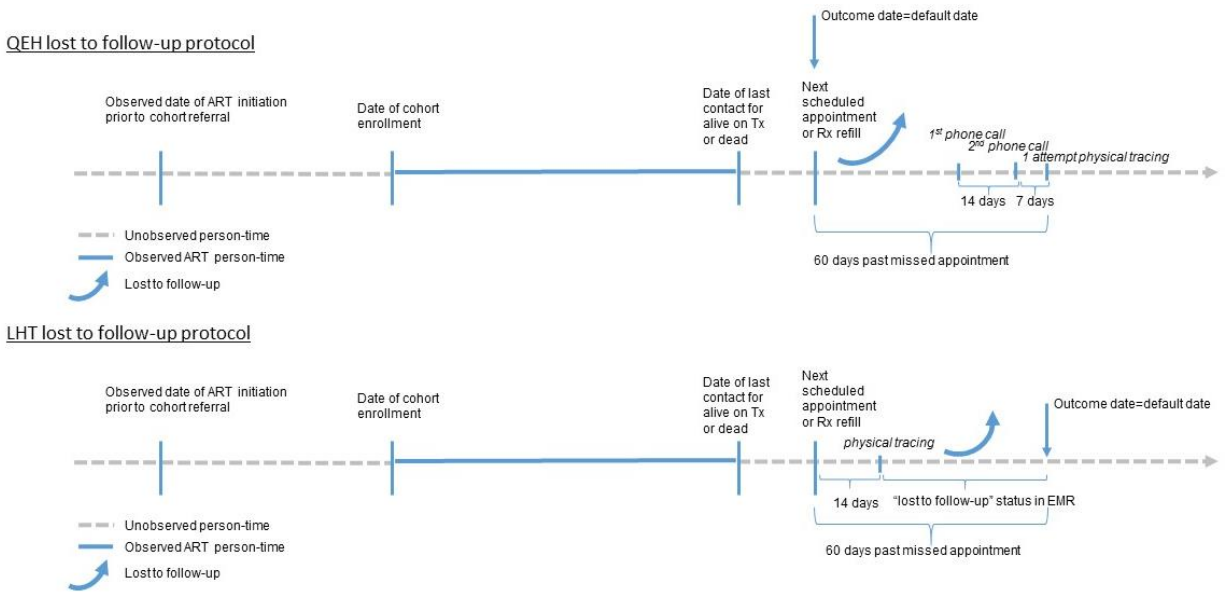 Outcome date=default date
QEH lost to follow-up protocol
Observed date of ART initiation
prior to cohort referral
Date of cohort
enrollment
Date of last
contact for
alive on Tx
or dead
Next
scheduled
appointment
or Rx refill
1st phone call
2nd phone call
1 attempt physical tracing
14 days
7 days
60 days past missed appointment
Unobserved person-time
Observed ART person-time
Lost to follow-up
LHT lost to follow-up protocol
Observed date of ART initiation
prior to cohort referral
Date of cohort
enrollment
Date of last
contact for
alive on Tx
or dead
Next
scheduled
appointment
or Rx refill
physical tracing
Outcome date=default date
14 days
"lost to follow-up" status in EMR
60 days past missed appointment
Unobserved person-time
Observed ART person-time
Lost to follow-up